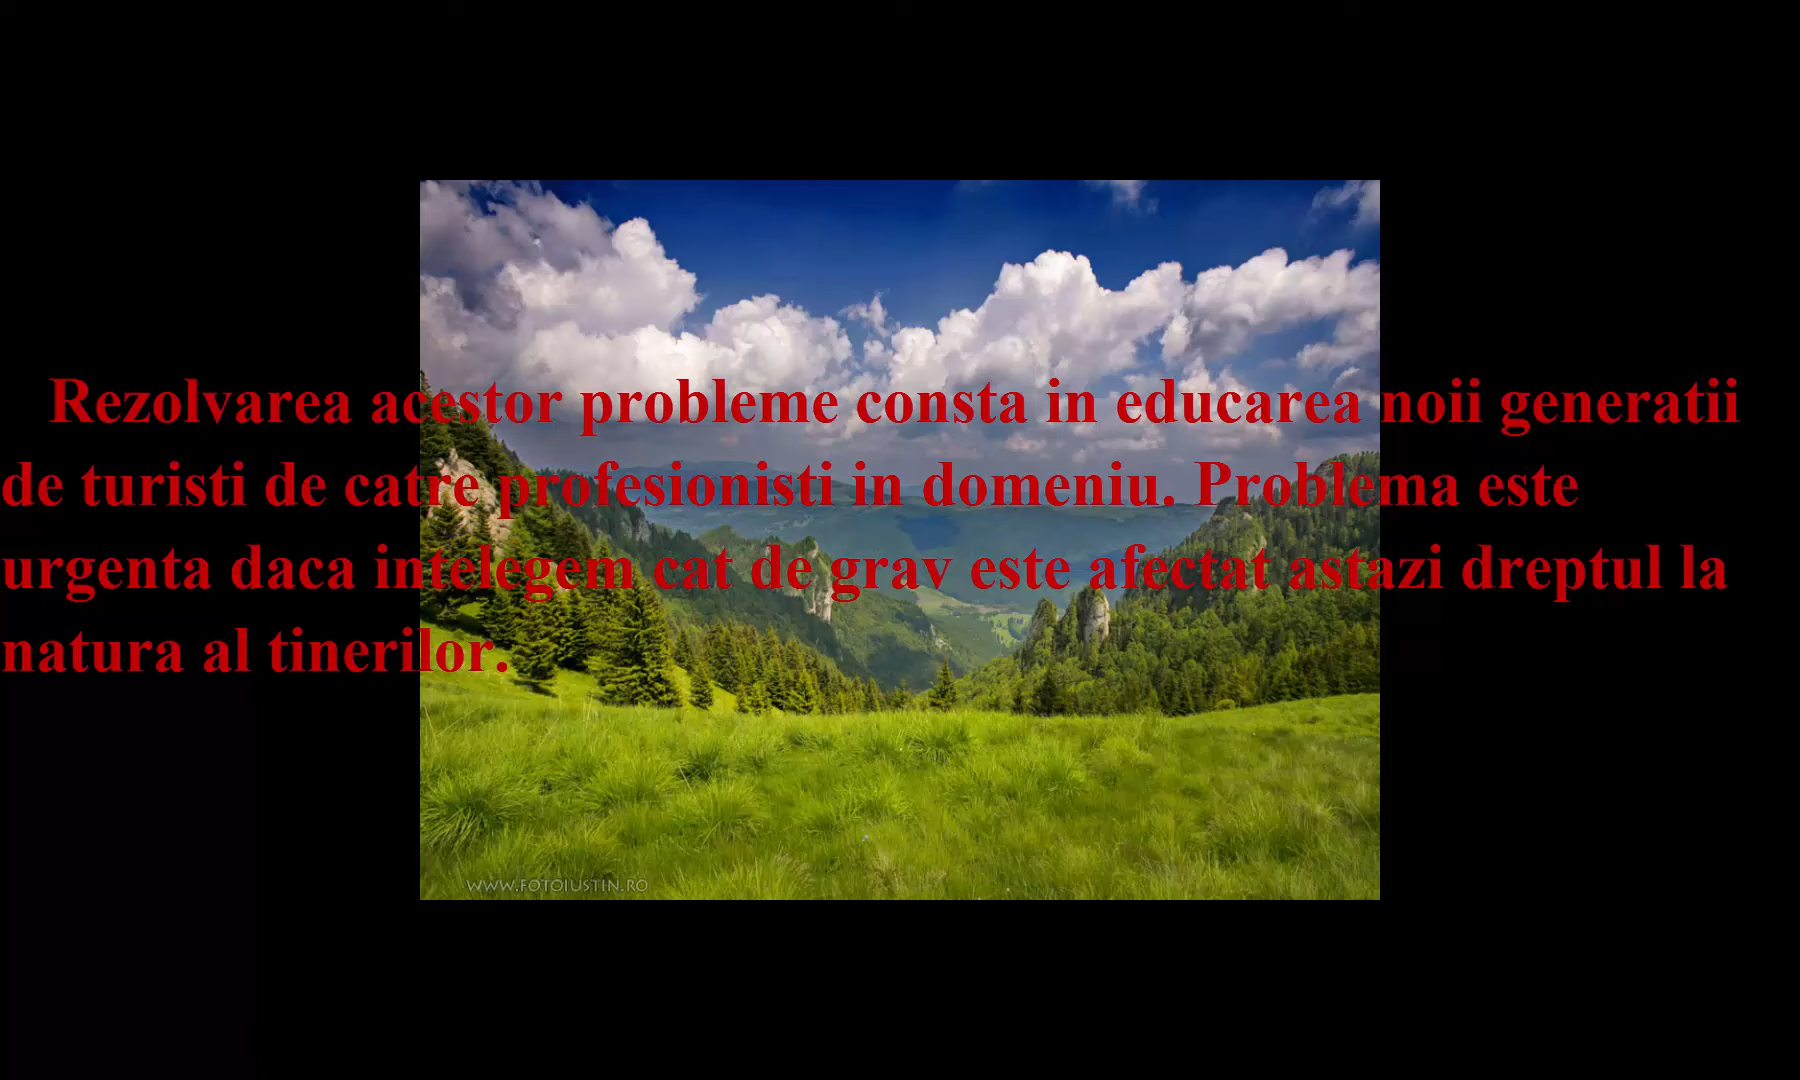 Rezolvarea acestor probleme consta in educarea noii generatii
de turisti de catre profesionisti in domeniu. Problema este
urgenta daca intelegem cat de grav este afectat astazi dreptul la
natura al tinerilor.
WWW.FOTOIUSTIN.RO